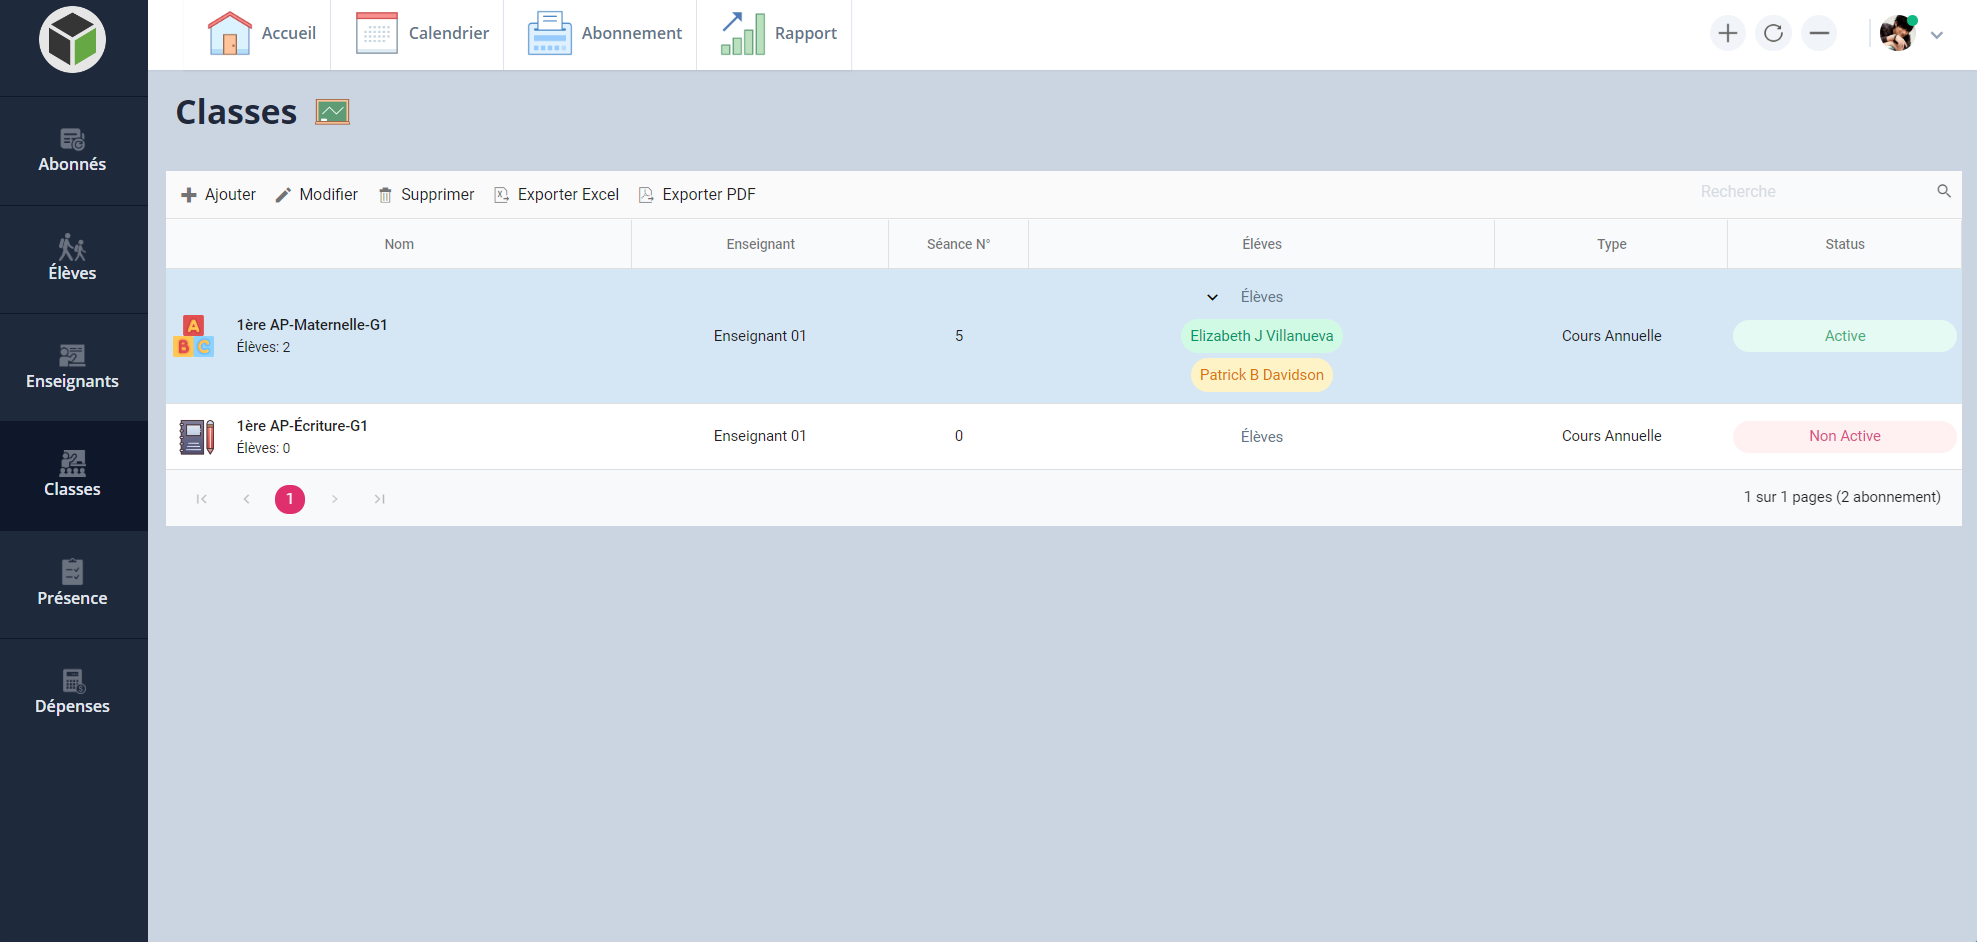 Accueil
Calendrier
Abonnement
Rapport
Abonnés
Élèves
Enseignants
Classes
Présence
Dépenses
Classes
Ajouter
Modifier
Supprimer
Exporter Excel
Exporter PDF
Recherche
Nom
Enseignant
Séance N°
Éléves
Type
Status
A
B C
1ère AP-Maternelle-G1
Élèves: 2
Enseignant 01
5
Élèves
Elizabeth J Villanueva
Patrick B Davidson
Cours Annuelle
Active
1ère AP-Écriture-G1
Élèves: 0
Enseignant 01
0
Élèves
Cours Annuelle
Non Active
1
1 sur 1 pages (2 abonnement)